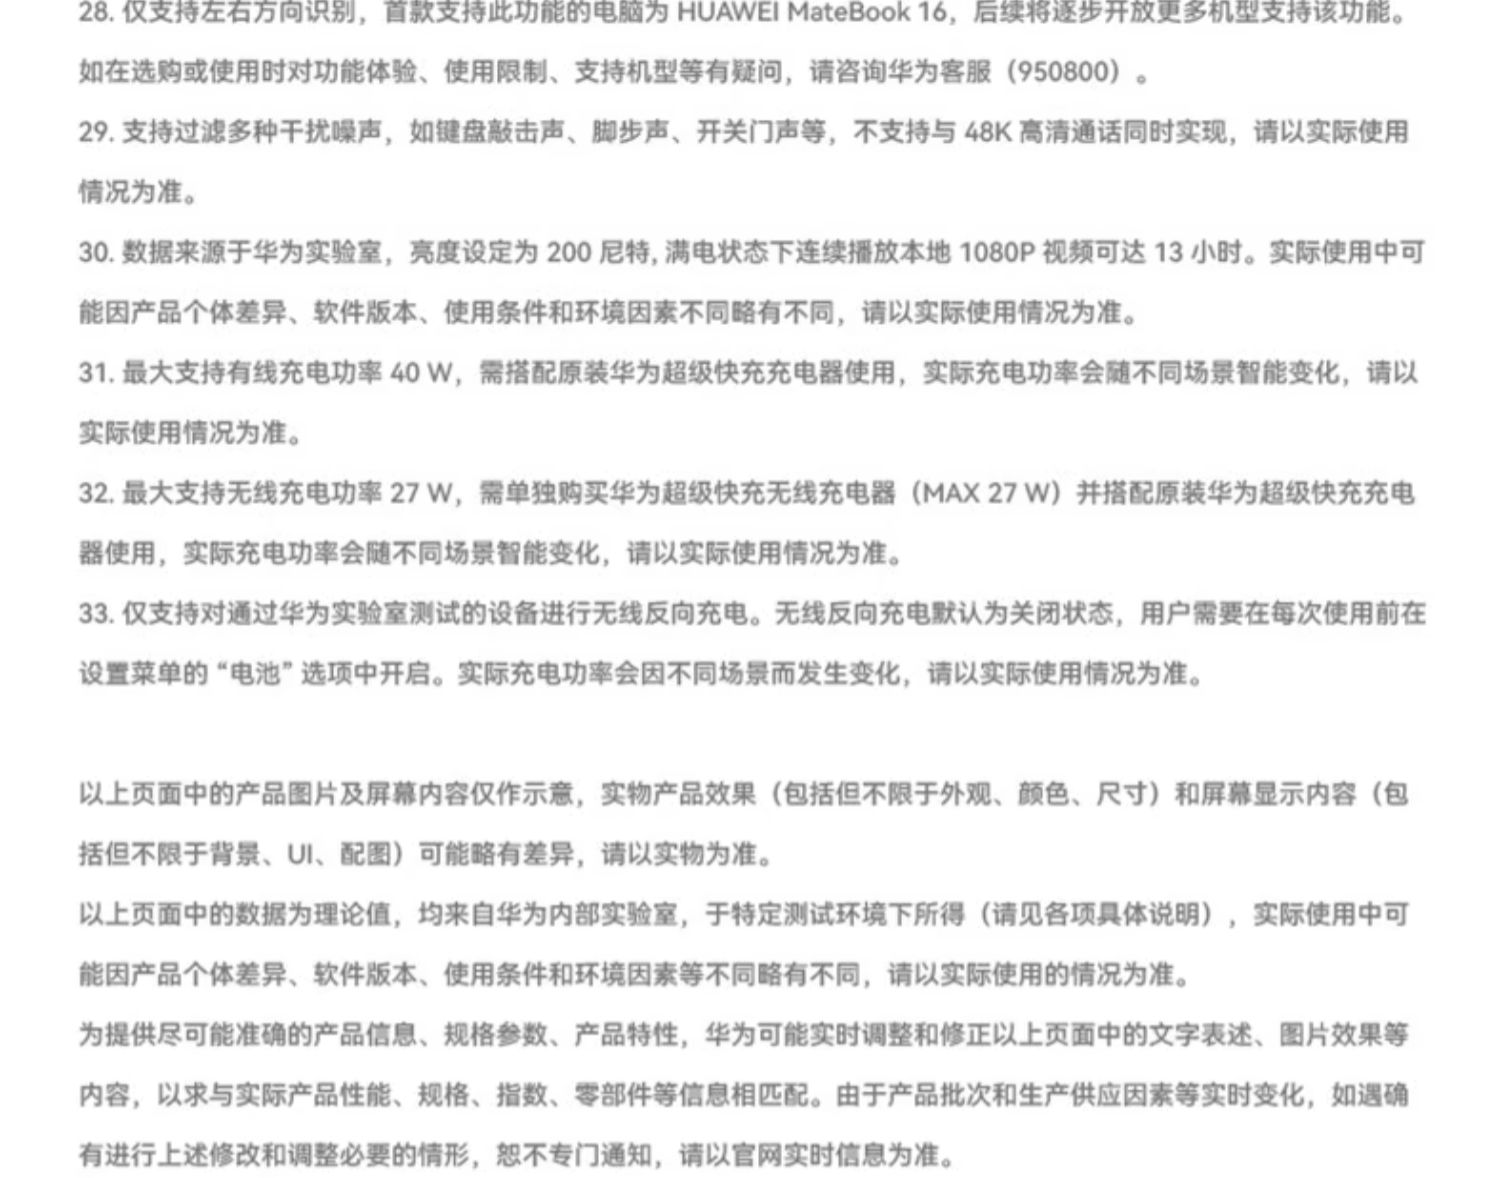 28. 仅支持左右方向识别，首款支持此功能的电脑为 HUAWEI MateBook 16，后续将逐步开放更多机型支持该功能。
如在选购或使用时对功能体验、使用限制、支持机型等有疑问，请咨询华为客服（950800）。
29. 支持过滤多种干扰噪声，如键盘敲击声、脚步声、开关门声等，不支持与 48K 高清通话同时实现，请以实际使用
情况为准。
30. 数据来源于华为实验室，亮度设定为 200 尼特, 满电状态下连续播放本地 1080P 视频可达 13 小时。实际使用中可
能因产品个体差异、软件版本、使用条件和环境因素不同略有不同，请以实际使用情况为准。
31. 最大支持有线充电功率 40 W，需搭配原装华为超级快充充电器使用，实际充电功率会随不同场景智能变化，请以
实际使用情况为准。
32. 最大支持无线充电功率 27 W，需单独购买华为超级快充无线充电器（MAX 27 W）并搭配原装华为超级快充充电
器使用，实际充电功率会随不同场景智能变化，请以实际使用情况为准。
33. 仅支持对通过华为实验室测试的设备进行无线反向充电。无线反向充电默认为关闭状态，用户需要在每次使用前在
设置菜单的 “电池” 选项中开启。实际充电功率会因不同场景而发生变化，请以实际使用情况为准。
以上页面中的产品图片及屏幕内容仅作示意，实物产品效果（包括但不限于外观、颜色、尺寸）和屏幕显示内容（包
括但不限于背景、UI、配图）可能略有差异，请以实物为准。
以上页面中的数据为理论值，均来自华为内部实验室，于特定测试环境下所得（请见各项具体说明），实际使用中可
能因产品个体差异、软件版本、使用条件和环境因素等不同略有不同，请以实际使用的情况为准。
为提供尽可能准确的产品信息、规格参数、产品特性，华为可能实时调整和修正以上页面中的文字表述、图片效果等
内容，以求与实际产品性能、规格、指数、零部件等信息相匹配。由于产品批次和生产供应因素等实时变化，如遇确
有进行上述修改和调整必要的情形，恕不专门通知，请以官网实时信息为准。